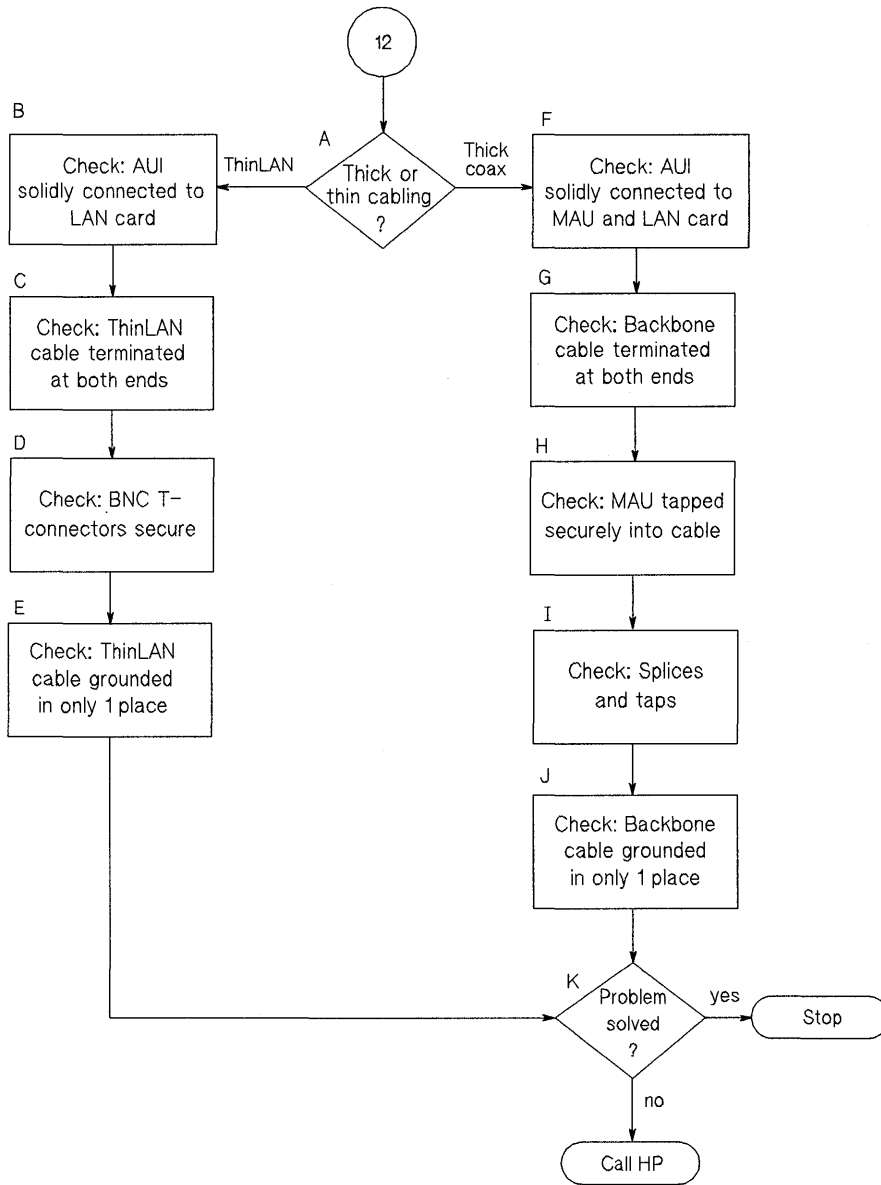 12
A
Thick or
thin cabling
?
ThinLAN
Thick
coax
B
Check: AUI
solidly connected to
LAN card
C
Check: ThinLAN
cable terminated
at both ends
D
Check: BNC T-
connectors secure
E
Check: ThinLAN
cable grounded
in only 1 place
F
Check: AUI
solidly connected to
MAU and LAN card
G
Check: Backbone
cable terminated
at both ends
H
Check: MAU tapped
securely into cable
I
Check: Splices
and taps
J
Check: Backbone
cable grounded
in only 1 place
K
Problem
solved
?
yes
Stop
no
Call HP